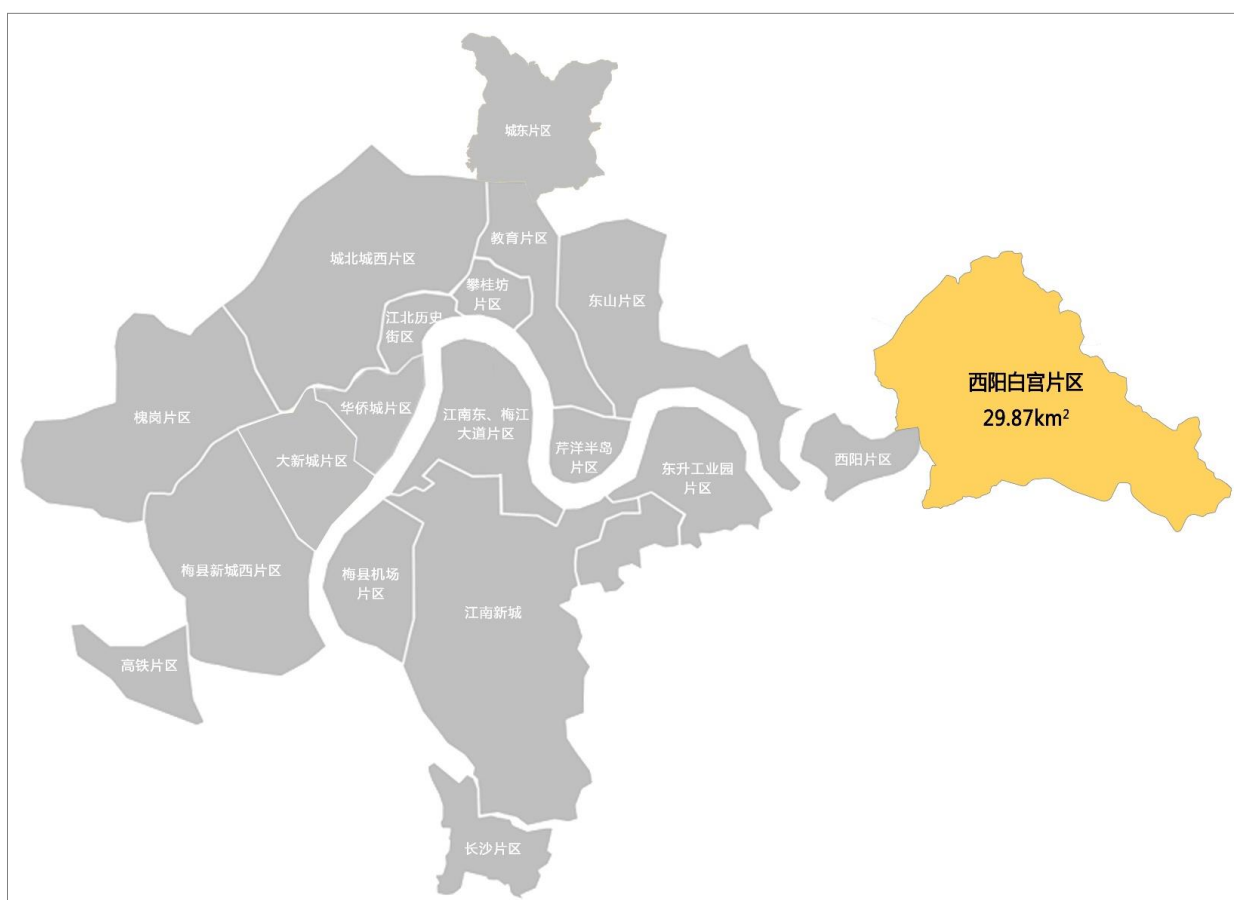 城东片区
教育片区
城北城西片区
攀桂坊
片区
东山片区
江北历史
街区
西阳白宫片区
29.87km²
华侨城片区
江南东、梅江
大道片区
槐岗片区
芹洋半岛
片区
大新城片区
西阳片区
东升工业园
片区
梅县新城西片区
梅县机场
片区
江南新城
高铁片区
长沙片区